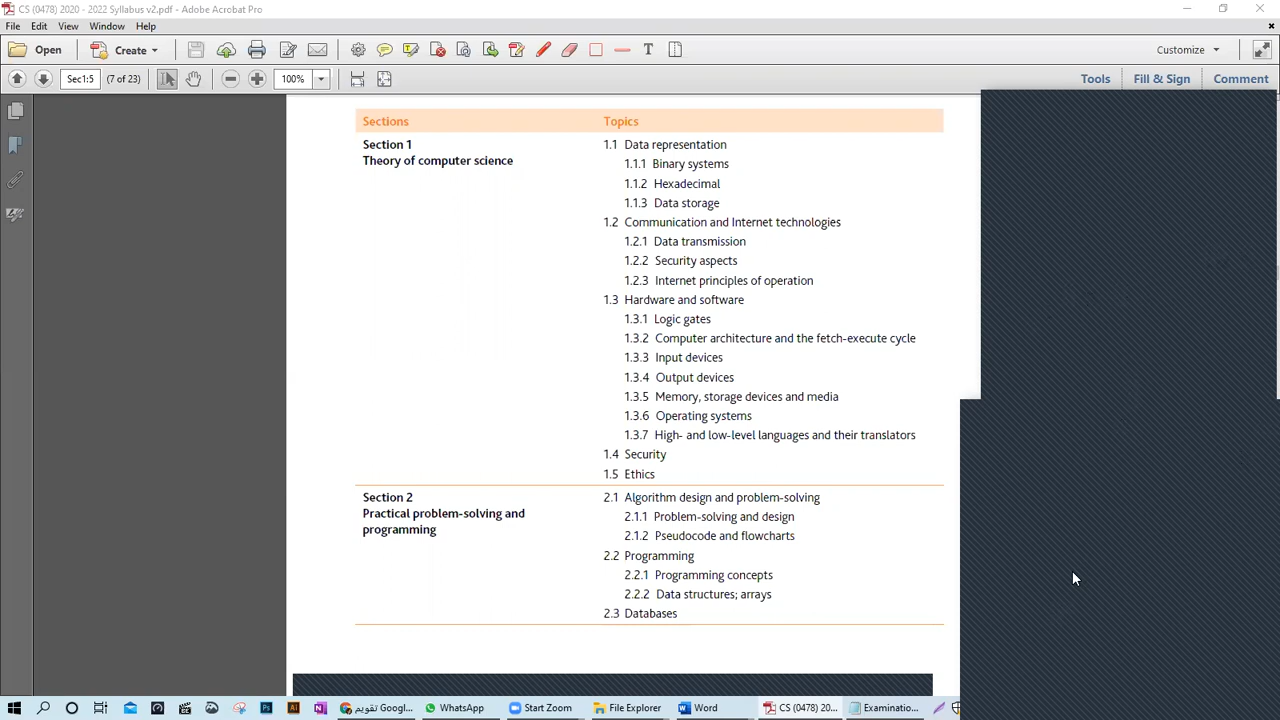 CS (0478) 2020 - 2022 Syllabus v2.pdf - Adobe Acrobat Pro
File Edit View Window Help
Open Create Customize
Sec1:5 (7 of 23) 100% Tools Fill & Sign Comment
Sections Topics
Section 1
Theory of computer science
1.1 Data representation
1.1.1 Binary systems
1.1.2 Hexadecimal
1.1.3 Data storage
1.2 Communication and Internet technologies
1.2.1 Data transmission
1.2.2 Security aspects
1.2.3 Internet principles of operation
1.3 Hardware and software
1.3.1 Logic gates
1.3.2 Computer architecture and the fetch-execute cycle
1.3.3 Input devices
1.3.4 Output devices
1.3.5 Memory, storage devices and media
1.3.6 Operating systems
1.3.7 High- and low-level languages and their translators
1.4 Security
1.5 Ethics
Section 2
Practical problem-solving and
programming
2.1 Algorithm design and problem-solving
2.1.1 Problem-solving and design
2.1.2 Pseudocode and flowcharts
2.2 Programming
2.2.1 Programming concepts
2.2.2 Data structures; arrays
2.3 Databases
تقويم Googl... WhatsApp Start Zoom File Explorer Word CS (0478) 20... Examinatio...